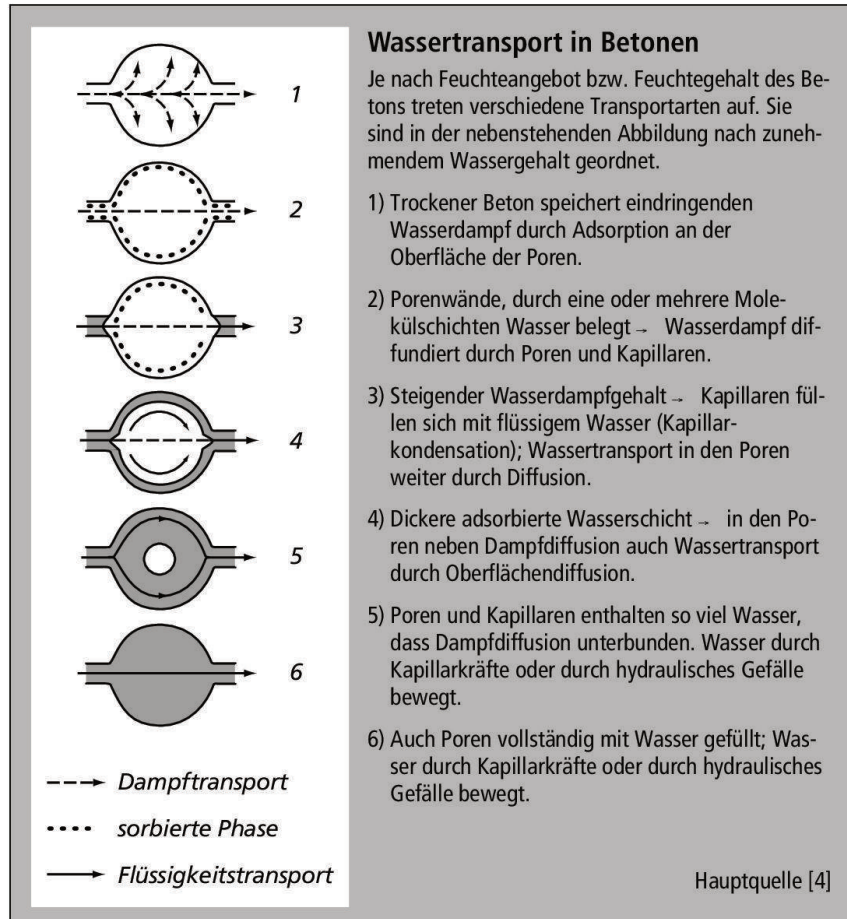 1
2
3
4
5
6
Dampftransport
sorbierte Phase
Flüssigkeitstransport
Wassertransport in Betonen
Je nach Feuchteangebot bzw. Feuchtegehalt des Be-
tons treten verschiedene Transportarten auf. Sie
sind in der nebenstehenden Abbildung nach zuneh-
mendem Wassergehalt geordnet.
1) Trockener Beton speichert eindringenden
Wasserdampf durch Adsorption an der
Oberfläche der Poren.
2) Porenwände, durch eine oder mehrere Mole-
külschichten Wasser belegt → Wasserdampf dif-
fundiert durch Poren und Kapillaren.
3) Steigender Wasserdampfgehalt → Kapillaren fül-
len sich mit flüssigem Wasser (Kapillar-
kondensation); Wassertransport in den Poren
weiter durch Diffusion.
4) Dickere adsorbierte Wasserschicht → in den Po-
ren neben Dampfdiffusion auch Wassertransport
durch Oberflächendiffusion.
5) Poren und Kapillaren enthalten so viel Wasser,
dass Dampfdiffusion unterbunden. Wasser durch
Kapillarkräfte oder durch hydraulisches Gefälle
bewegt.
6) Auch Poren vollständig mit Wasser gefüllt; Was-
ser durch Kapillarkräfte oder durch hydraulisches
Gefälle bewegt.
Hauptquelle [4]